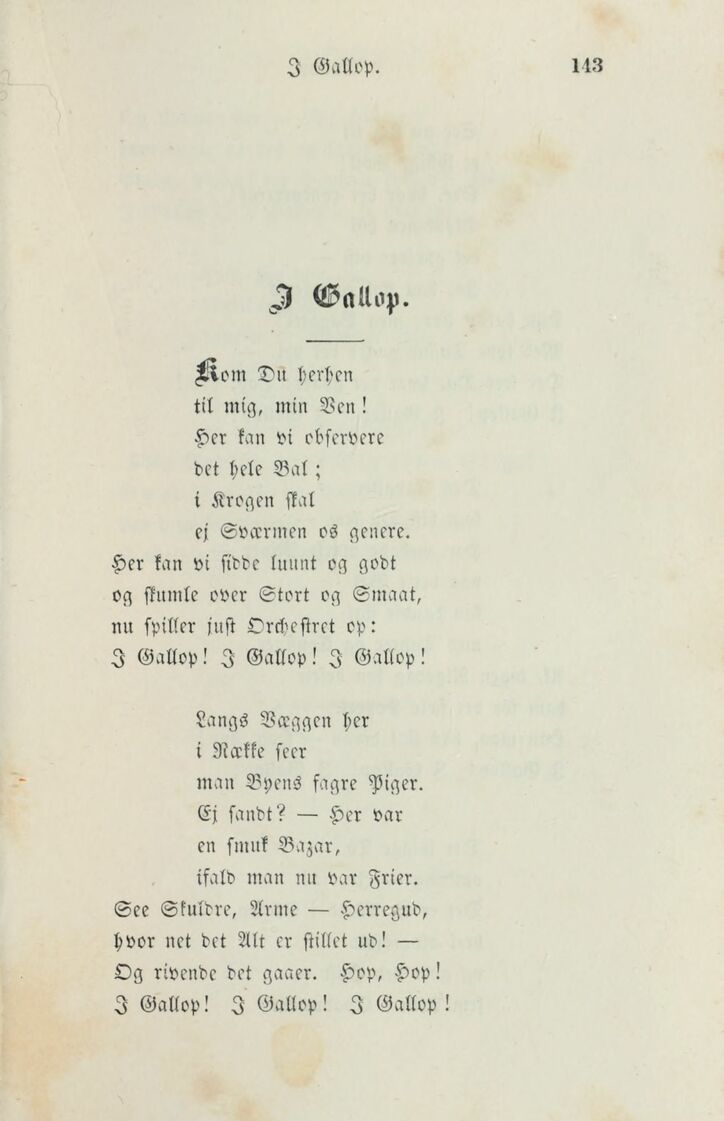 I Gallop.
143
I Gallop.
Kom Du herhen
til mig, min Ven!
Her kan vi observere
det hele Bal;
i Krogen skal
ej Sværmen os genere.
Her kan vi sidde luunt og godt
og skumle over Stort og Smaat,
nu spiller just Orchestret op:
I Gallop! I Gallop! I Gallop!
Langs Væggen her
i Række seer
man Byens fagre Piger.
Ej sandt? — Her var
en smuk Bazar,
ifald man nu var Frier.
See Skuldre, Arme — Herregud,
hvor net det Alt er stillet ud! —
Og rivende det gaaer. Hop, Hop!
I Gallop! I Gallop! I Gallop!